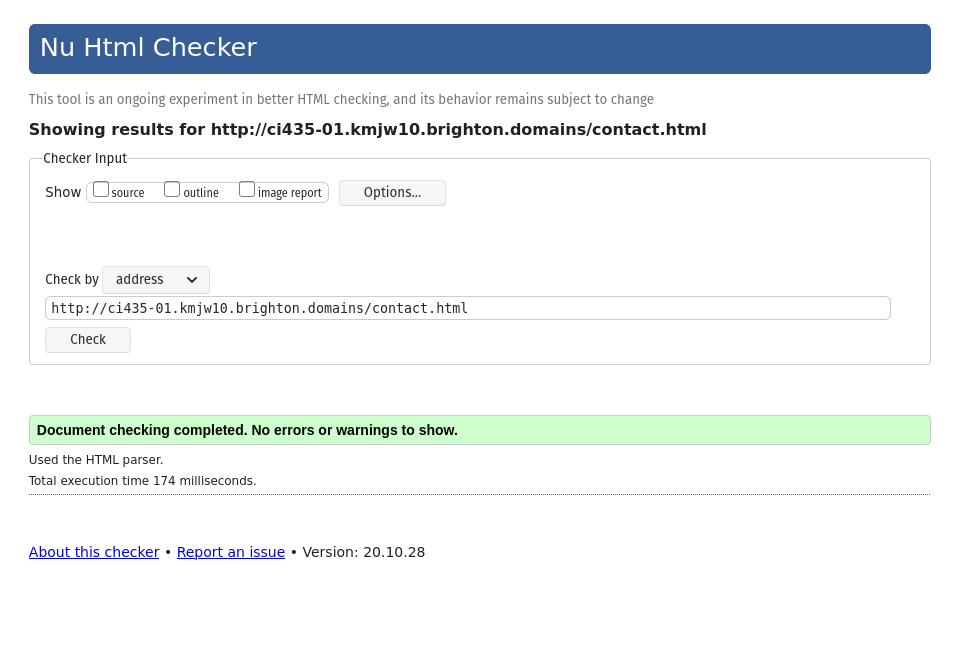 Nu Html Checker
This tool is an ongoing experiment in better HTML checking, and its behavior remains subject to change
Showing results for http://ci435-01.kmjw10.brighton.domains/contact.html
Checker Input
Show source outline image report Options...
Check by address
http://ci435-01.kmjw10.brighton.domains/contact.html
Check
Document checking completed. No errors or warnings to show.
Used the HTML parser.
Total execution time 174 milliseconds.
About this checker • Report an issue • Version: 20.10.28